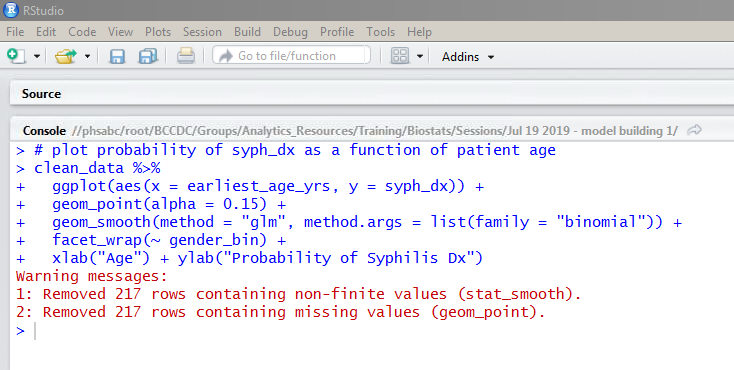 RStudio
File Edit Code View Plots Session Build Debug Profile Tools Help
Go to file/function Addins
Source
Console //phsabc/root/BCCDC/Groups/Analytics_Resources/Training/Biostats/Sessions/Jul 19 2019 - model building 1/
> # plot probability of syph_dx as a function of patient age
> clean_data %>%
+   ggplot(aes(x = earliest_age_yrs, y = syph_dx)) +
+   geom_point(alpha = 0.15) +
+   geom_smooth(method = "glm", method.args = list(family = "binomial")) +
+   facet_wrap(~ gender_bin) +
+   xlab("Age") + ylab("Probability of Syphilis Dx")
Warning messages:
1: Removed 217 rows containing non-finite values (stat_smooth).
2: Removed 217 rows containing missing values (geom_point).
>